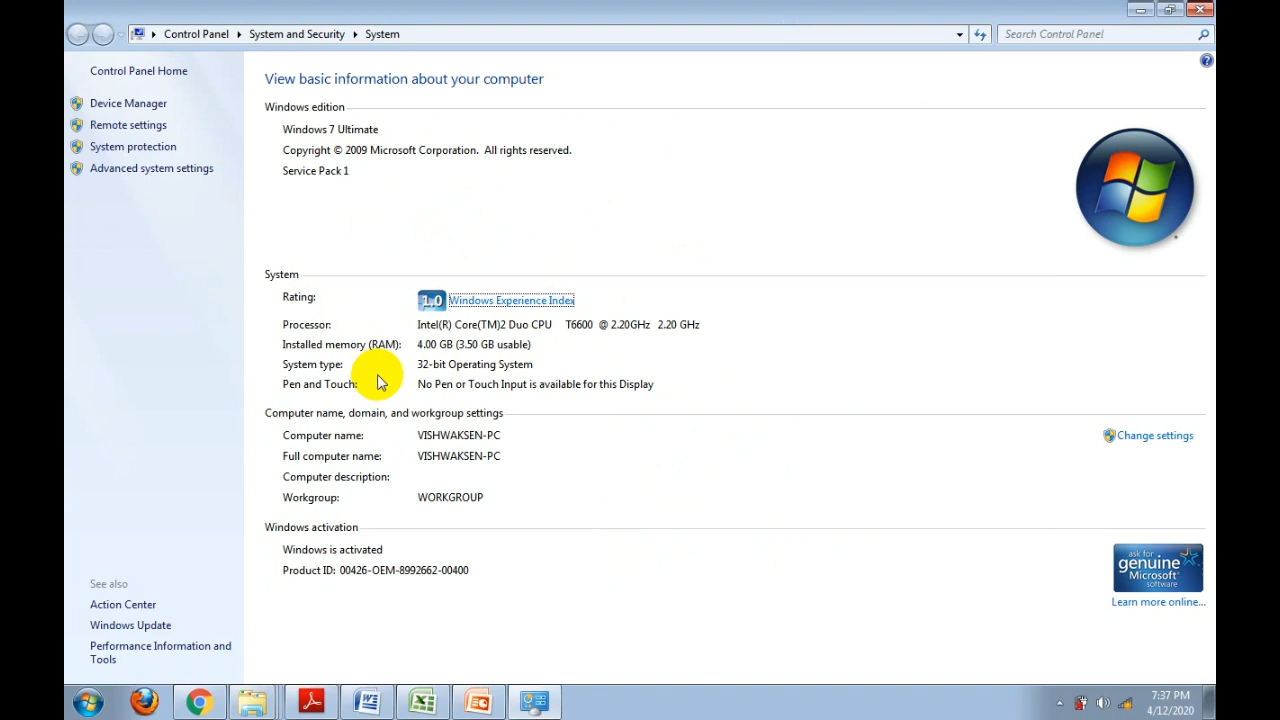 Control Panel System and Security System
Search Control Panel
Control Panel Home
Device Manager
Remote settings
System protection
Advanced system settings
View basic information about your computer
Windows edition
Windows 7 Ultimate
Copyright © 2009 Microsoft Corporation. All rights reserved.
Service Pack 1
System
Rating: 1.0 Windows Experience Index
Processor: Intel(R) Core(TM)2 Duo CPU T6600 @ 2.20GHz 2.20 GHz
Installed memory (RAM): 4.00 GB (3.50 GB usable)
System type: 32-bit Operating System
Pen and Touch: No Pen or Touch Input is available for this Display
Computer name, domain, and workgroup settings
Computer name: VISHWAKSEN-PC
Change settings
Full computer name: VISHWAKSEN-PC
Computer description:
Workgroup: WORKGROUP
Windows activation
Windows is activated
Product ID: 00426-OEM-8992662-00400
ask for
genuine
Microsoft
software
Learn more online...
See also
Action Center
Windows Update
Performance Information and
Tools
7:37 PM
4/12/2020